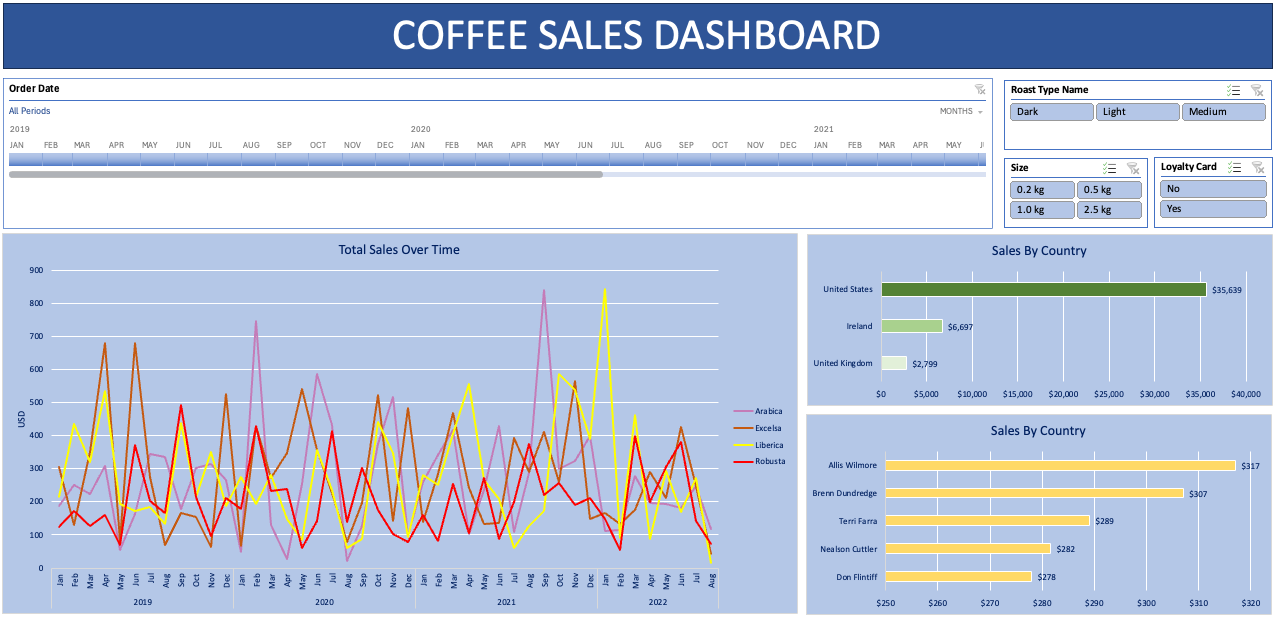 COFFEE SALES DASHBOARD
Order Date
All Periods
MONTHS
2019 2020 2021
JAN FEB MAR APR MAY JUN JUL AUG SEP OCT NOV DEC JAN FEB MAR APR MAY JUN JUL AUG SEP OCT NOV DEC JAN FEB MAR APR MAY
Roast Type Name
Dark Light Medium
Size
0.2 kg 0.5 kg
1.0 kg 2.5 kg
Loyalty Card
No
Yes
Total Sales Over Time
USD
900
800
700
600
500
400
300
200
100
0
Jan Feb Mar Apr May Jun Jul Aug Sep Oct Nov Dec Jan Feb Mar Apr May Jun Jul Aug Sep Oct Nov Dec Jan Feb Mar Apr May Jun Jul Aug Sep Oct Nov Dec Jan Feb Mar Apr May Jun Jul Aug
2019 2020 2021 2022
Arabica
Excelsa
Liberica
Robusta
Sales By Country
United States $35,639
Ireland $6,697
United Kingdom $2,799
$0 $5,000 $10,000 $15,000 $20,000 $25,000 $30,000 $35,000 $40,000
Sales By Country
Allis Wilmore $317
Brenn Dundredge $307
Terri Farra $289
Nealson Cuttler $282
Don Flintiff $278
$250 $260 $270 $280 $290 $300 $310 $320